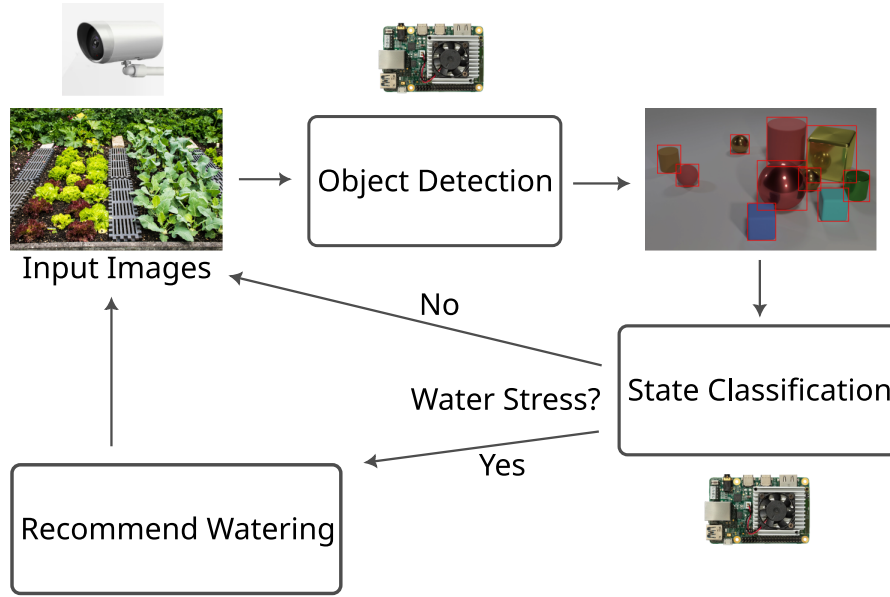 Object Detection
Input Images
No
Water Stress?
State Classification
Yes
Recommend Watering